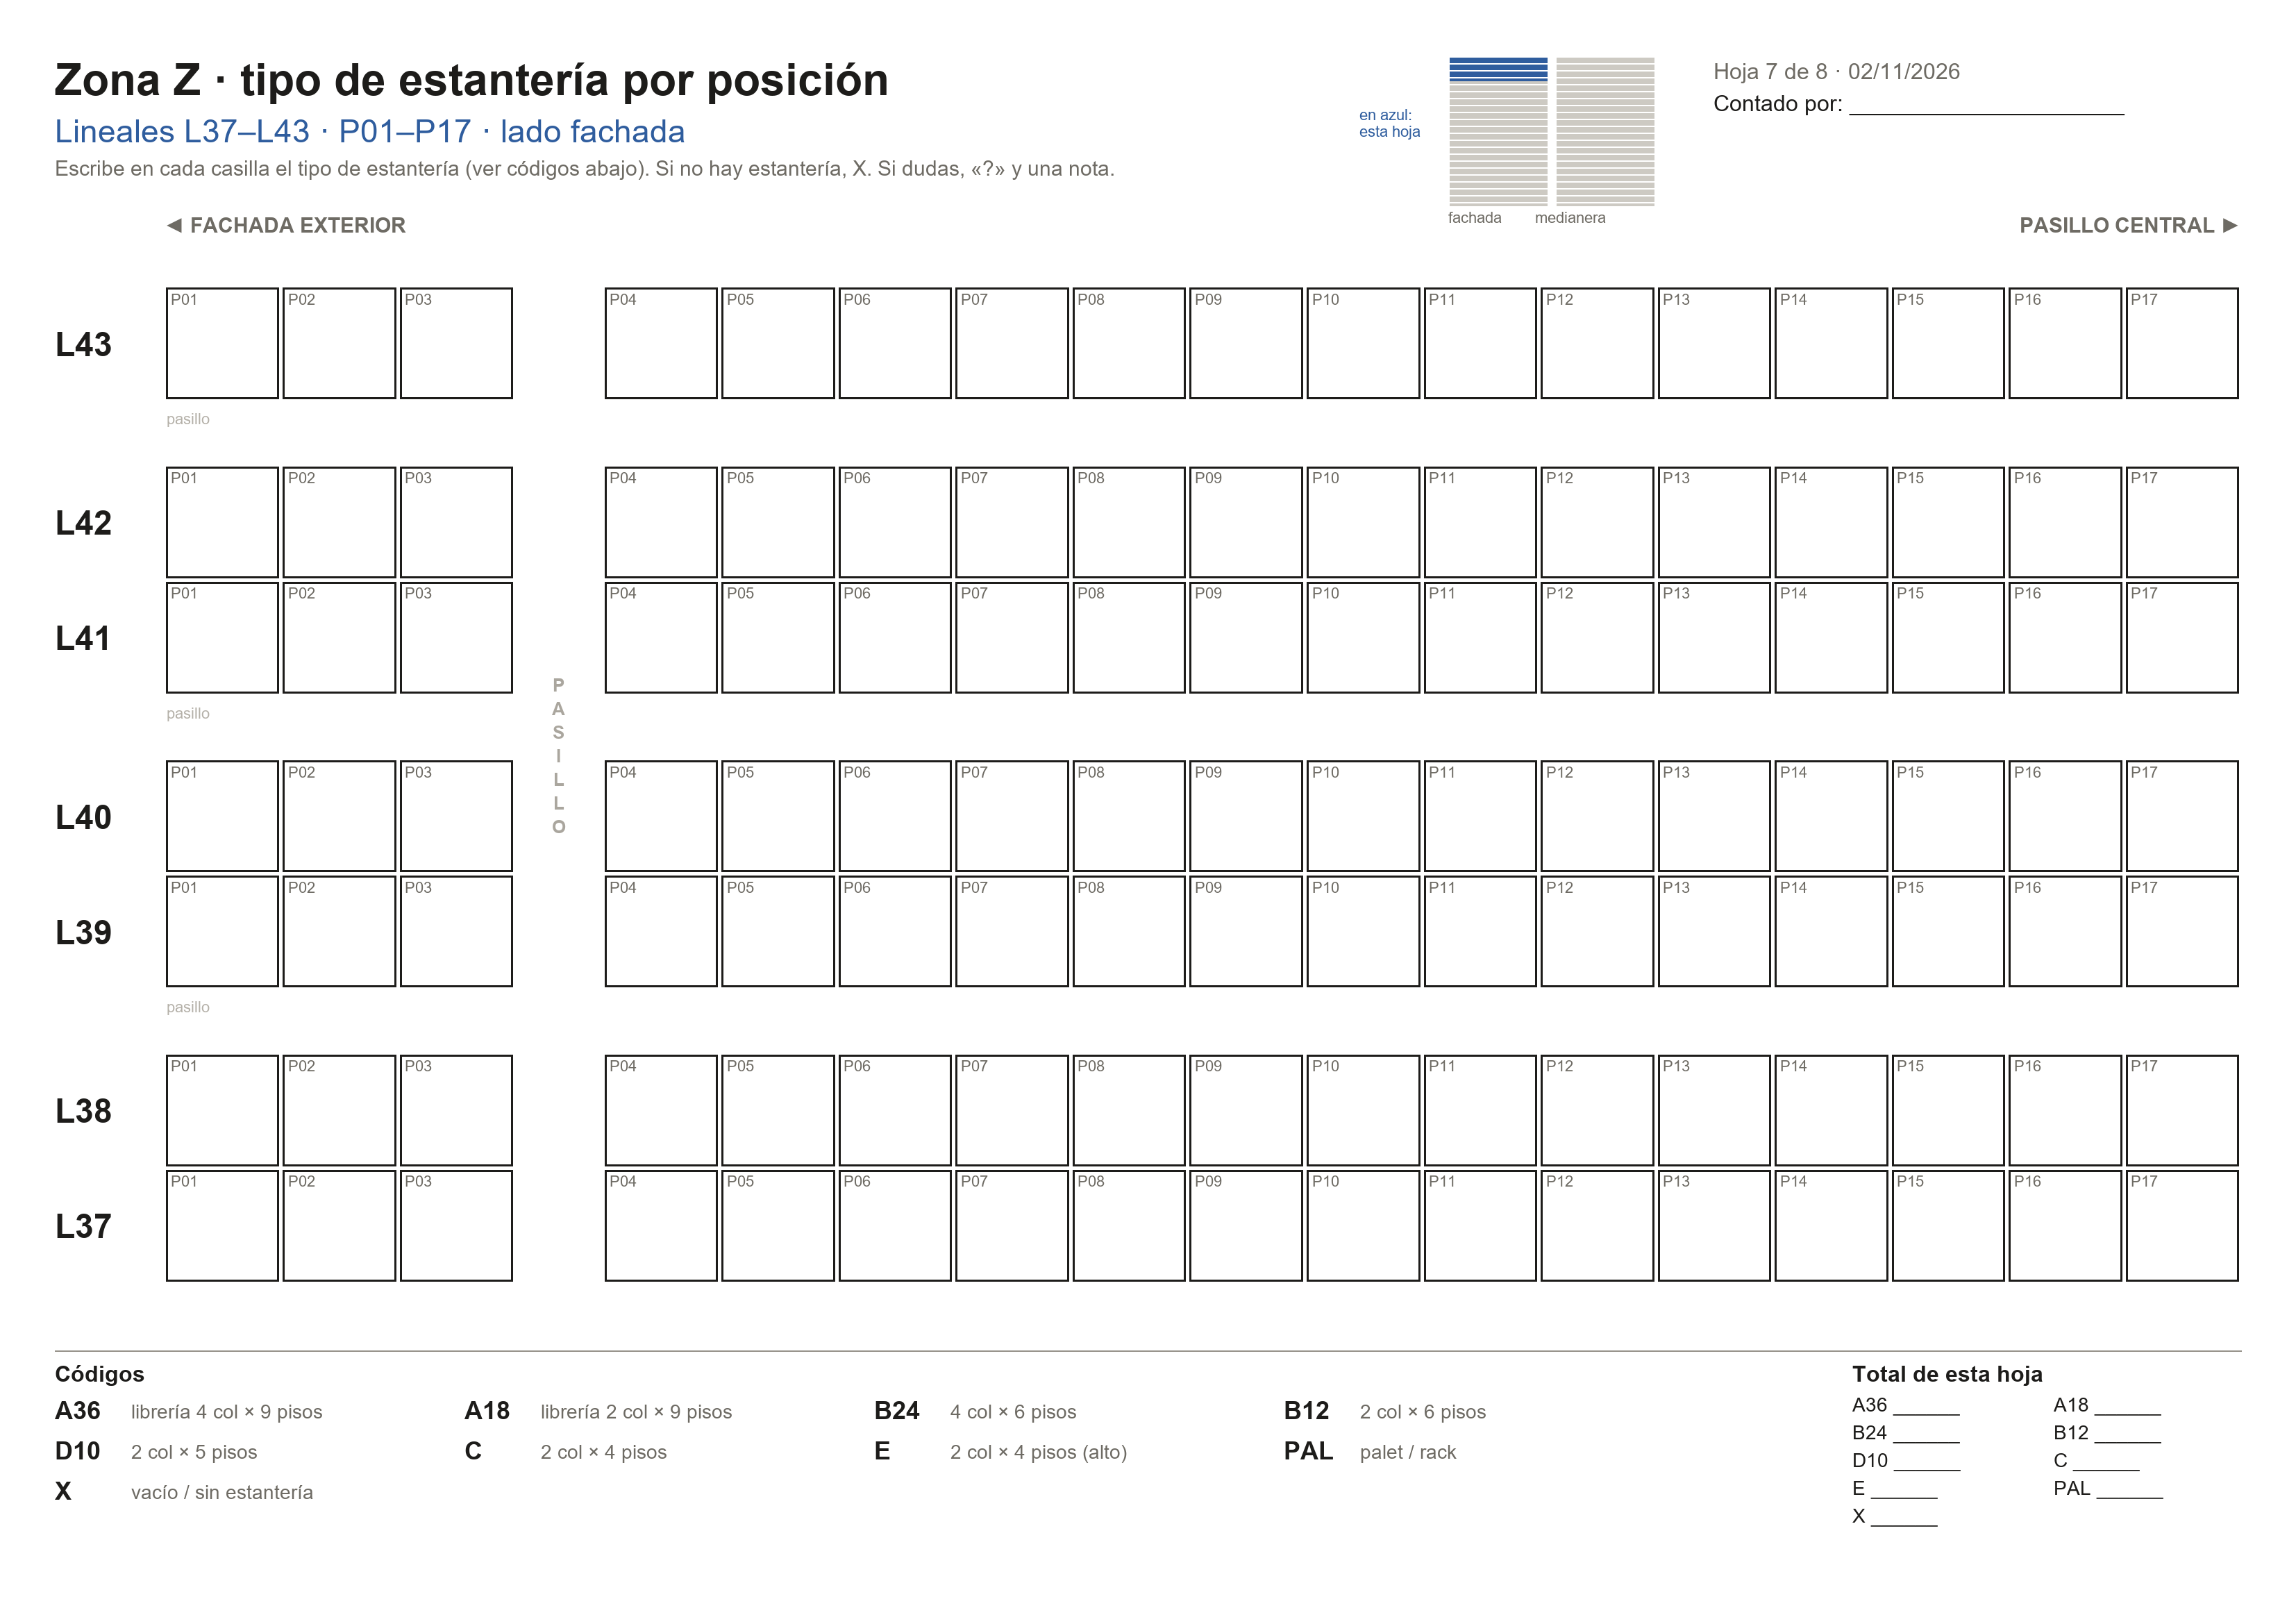 Zona Z · tipo de estantería por posición
Lineales L37–L43 · P01–P17 · lado fachada
Escribe en cada casilla el tipo de estantería (ver códigos abajo). Si no hay estantería, X. Si dudas, «?» y una nota.
en azul:
esta hoja
fachada medianera
Hoja 7 de 8 · 02/11/2026
Contado por: ____________________
◄ FACHADA EXTERIOR
PASILLO CENTRAL ►
L43 P01 P02 P03 P04 P05 P06 P07 P08 P09 P10 P11 P12 P13 P14 P15 P16 P17
pasillo
L42 P01 P02 P03 P04 P05 P06 P07 P08 P09 P10 P11 P12 P13 P14 P15 P16 P17
L41 P01 P02 P03 P04 P05 P06 P07 P08 P09 P10 P11 P12 P13 P14 P15 P16 P17
pasillo
PASILLO
L40 P01 P02 P03 P04 P05 P06 P07 P08 P09 P10 P11 P12 P13 P14 P15 P16 P17
L39 P01 P02 P03 P04 P05 P06 P07 P08 P09 P10 P11 P12 P13 P14 P15 P16 P17
pasillo
L38 P01 P02 P03 P04 P05 P06 P07 P08 P09 P10 P11 P12 P13 P14 P15 P16 P17
L37 P01 P02 P03 P04 P05 P06 P07 P08 P09 P10 P11 P12 P13 P14 P15 P16 P17
Códigos
A36 librería 4 col × 9 pisos A18 librería 2 col × 9 pisos B24 4 col × 6 pisos B12 2 col × 6 pisos
D10 2 col × 5 pisos C 2 col × 4 pisos E 2 col × 4 pisos (alto) PAL palet / rack
X vacío / sin estantería
Total de esta hoja
A36 ______ A18 ______
B24 ______ B12 ______
D10 ______ C ______
E ______ PAL ______
X ______